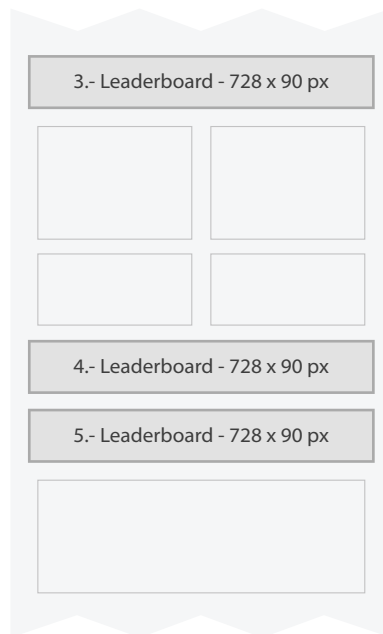 3.- Leaderboard - 728 x 90 px
4.- Leaderboard - 728 x 90 px
5.- Leaderboard - 728 x 90 px